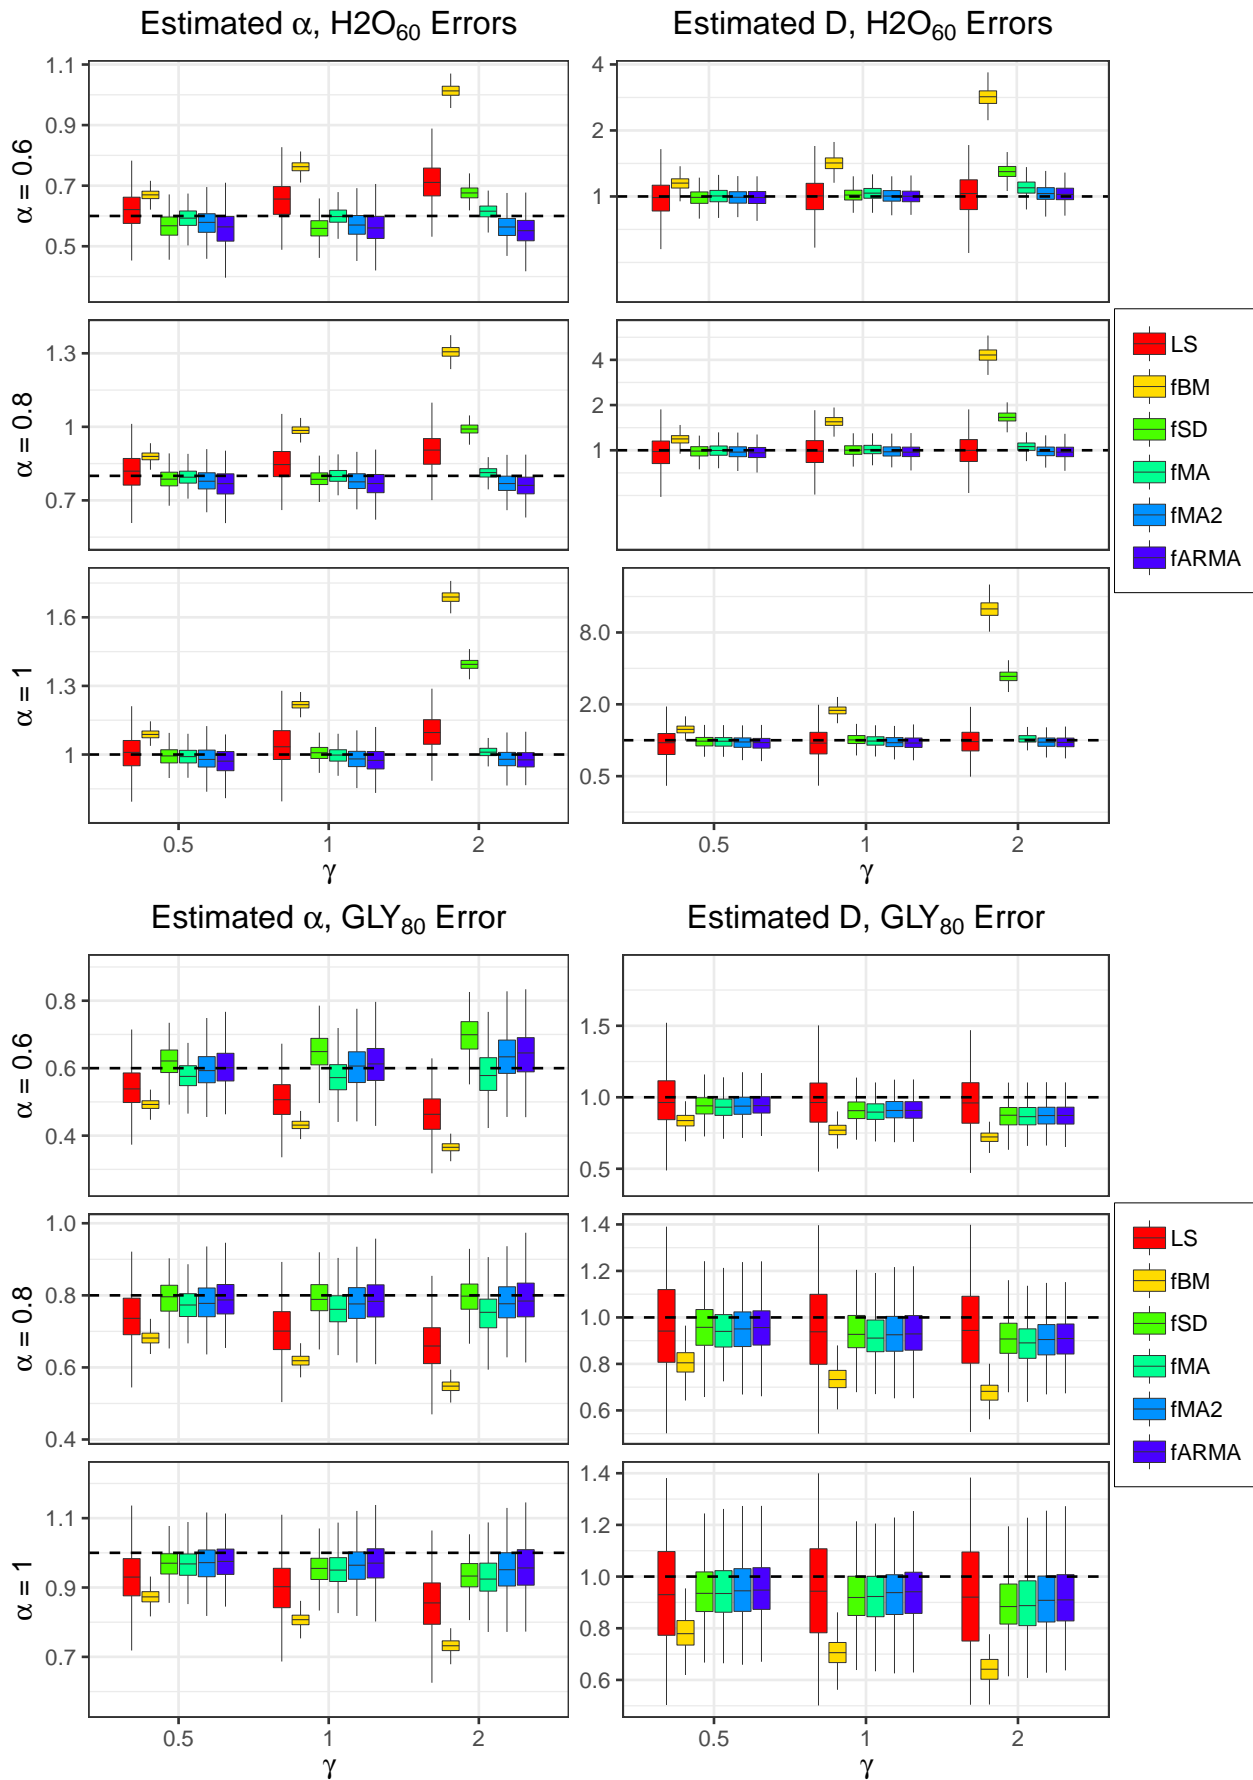 Estimated α, H2O60 Errors
Estimated D, H2O60 Errors
α = 0.6
1.1
0.9
0.7
0.5
4
2
1
α = 0.8
1.3
1
0.7
4
2
1
α = 1
1.6
1.3
1
8.0
2.0
1
0.5
0.5
1
2
γ
0.5
1
2
γ
LS
fBM
fSD
fMA
fMA2
fARMA
Estimated α, GLY80 Error
Estimated D, GLY80 Error
α = 0.6
0.8
0.6
0.4
1.5
1.0
0.5
α = 0.8
1.0
0.8
0.6
0.4
1.4
1.2
1.0
0.8
0.6
α = 1
1.1
0.9
0.7
1.4
1.2
1.0
0.8
0.6
0.5
1
2
γ
0.5
1
2
γ
LS
fBM
fSD
fMA
fMA2
fARMA